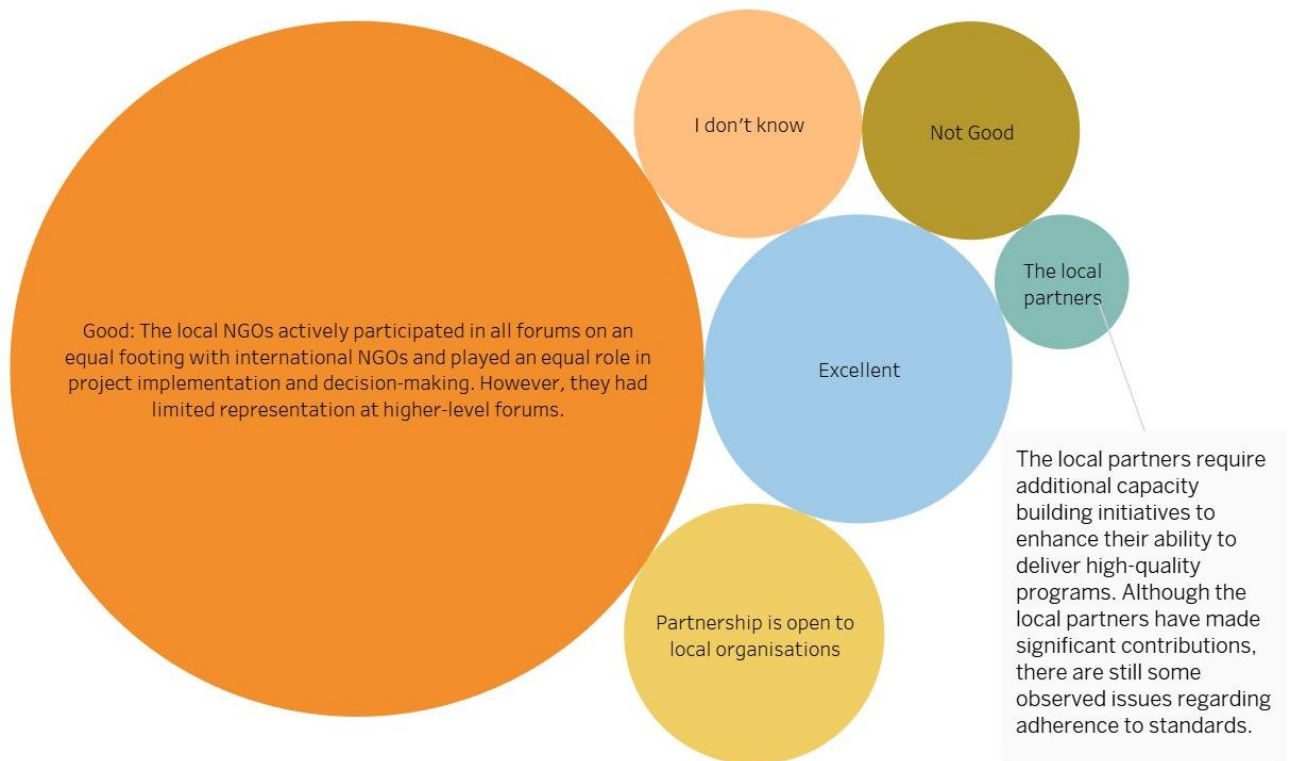 I don't know
Not Good
The local
partners
Good: The local NGOs actively participated in all forums on an
equal footing with international NGOs and played an equal role in
project implementation and decision-making. However, they had
limited representation at higher-level forums.
Excellent
Partnership is open to
local organisations
The local partners require
additional capacity
building initiatives to
enhance their ability to
deliver high-quality
programs. Although the
local partners have made
significant contributions,
there are still some
observed issues regarding
adherence to standards.